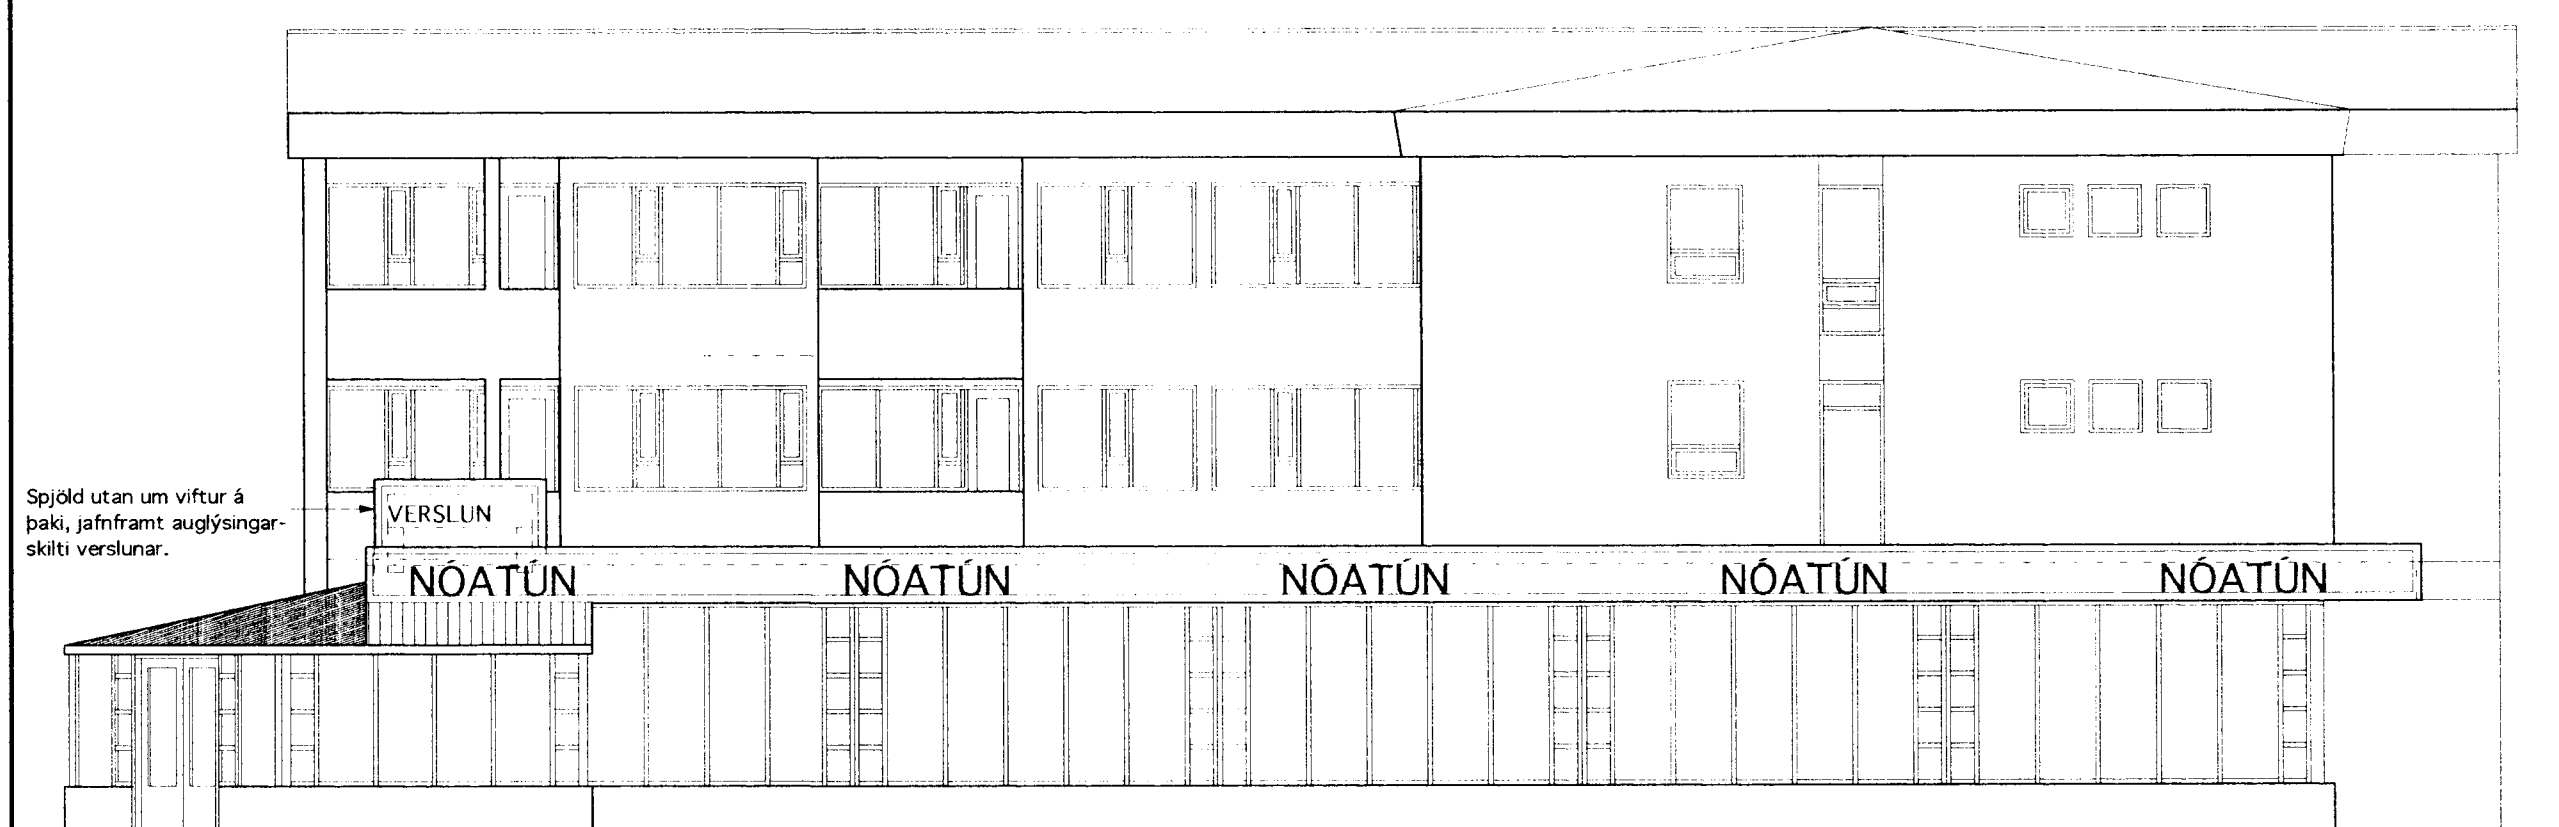 Spjöld utan um viftur á
þaki, jafnframt auglýsingar-
skilti verslunar.
VERSLUN
NÓATÚN NÓATÚN NÓATÚN NÓATÚN NÓATÚN